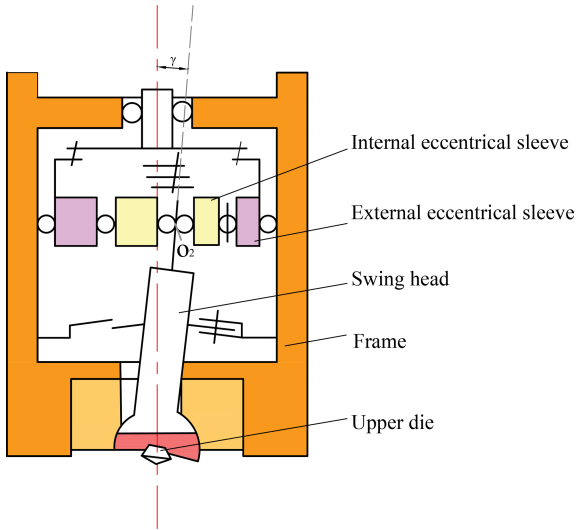 γ
Internal eccentrical sleeve
External eccentrical sleeve
O₂
Swing head
Frame
Upper die